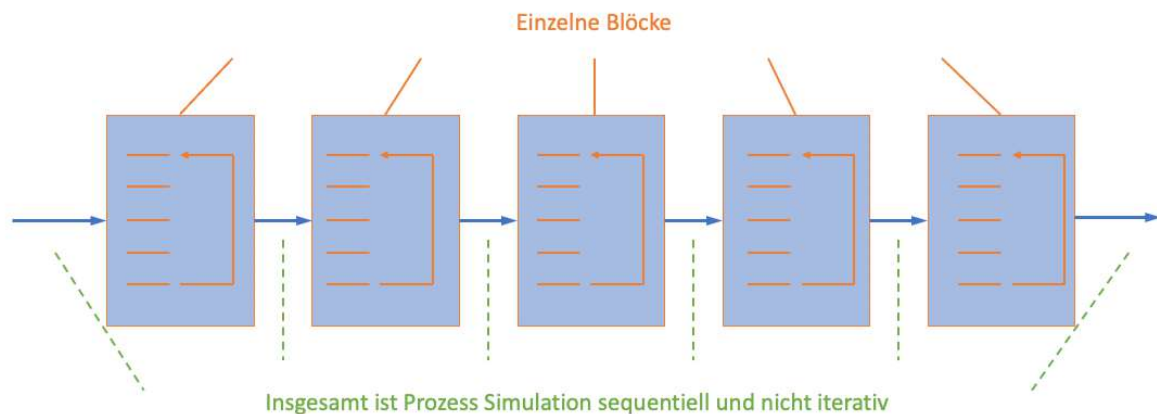 Einzelne Blöcke
Insgesamt ist Prozess Simulation sequentiell und nicht iterativ